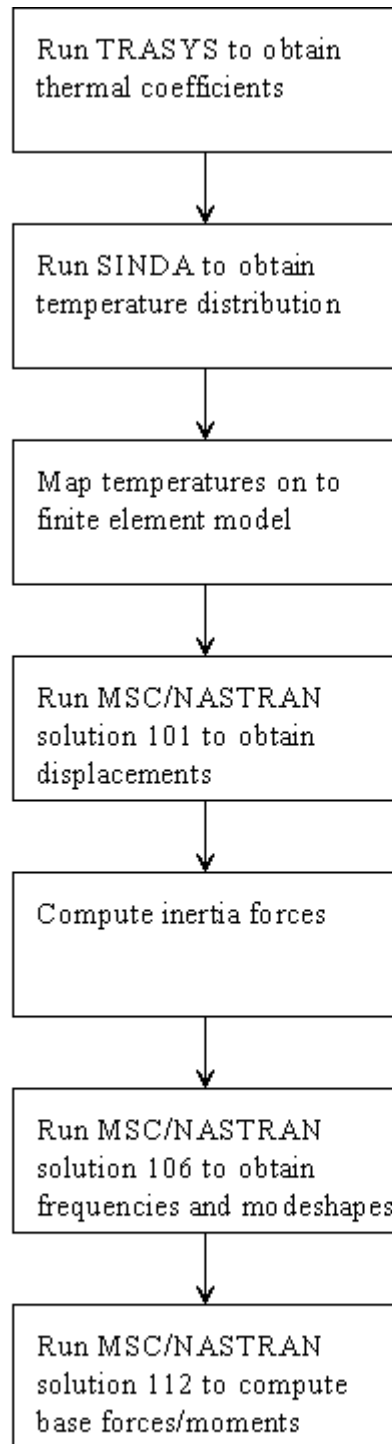 Run TRASYS to obtain
thermal coefficients
Run SINDA to obtain
temperature distribution
Map temperatures on to
finite element model
Run MSC/NASTRAN
solution 101 to obtain
displacements
Compute inertia forces
Run MSC/NASTRAN
solution 106 to obtain
frequencies and modeshapes
Run MSC/NASTRAN
solution 112 to compute
base forces/moments